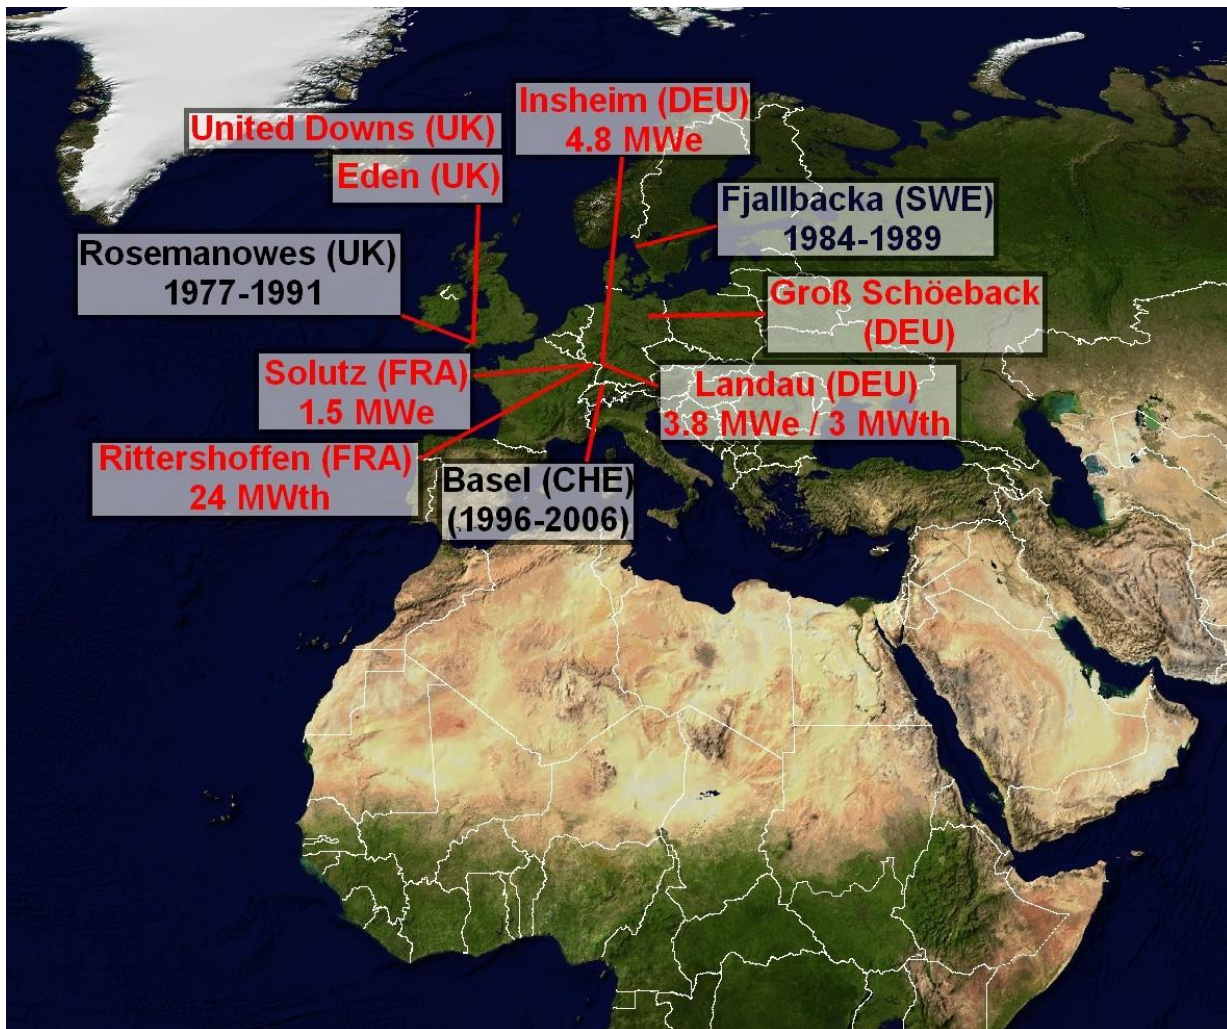 Insheim (DEU)
4.8 MWe
United Downs (UK)
Eden (UK)
Fjallbacka (SWE)
1984-1989
Rosemanowes (UK)
1977-1991
Groß Schöeback
(DEU)
Solutz (FRA)
1.5 MWe
Landau (DEU)
3.8 MWe / 3 MWth
Rittershoffen (FRA)
24 MWth
Basel (CHE)
(1996-2006)